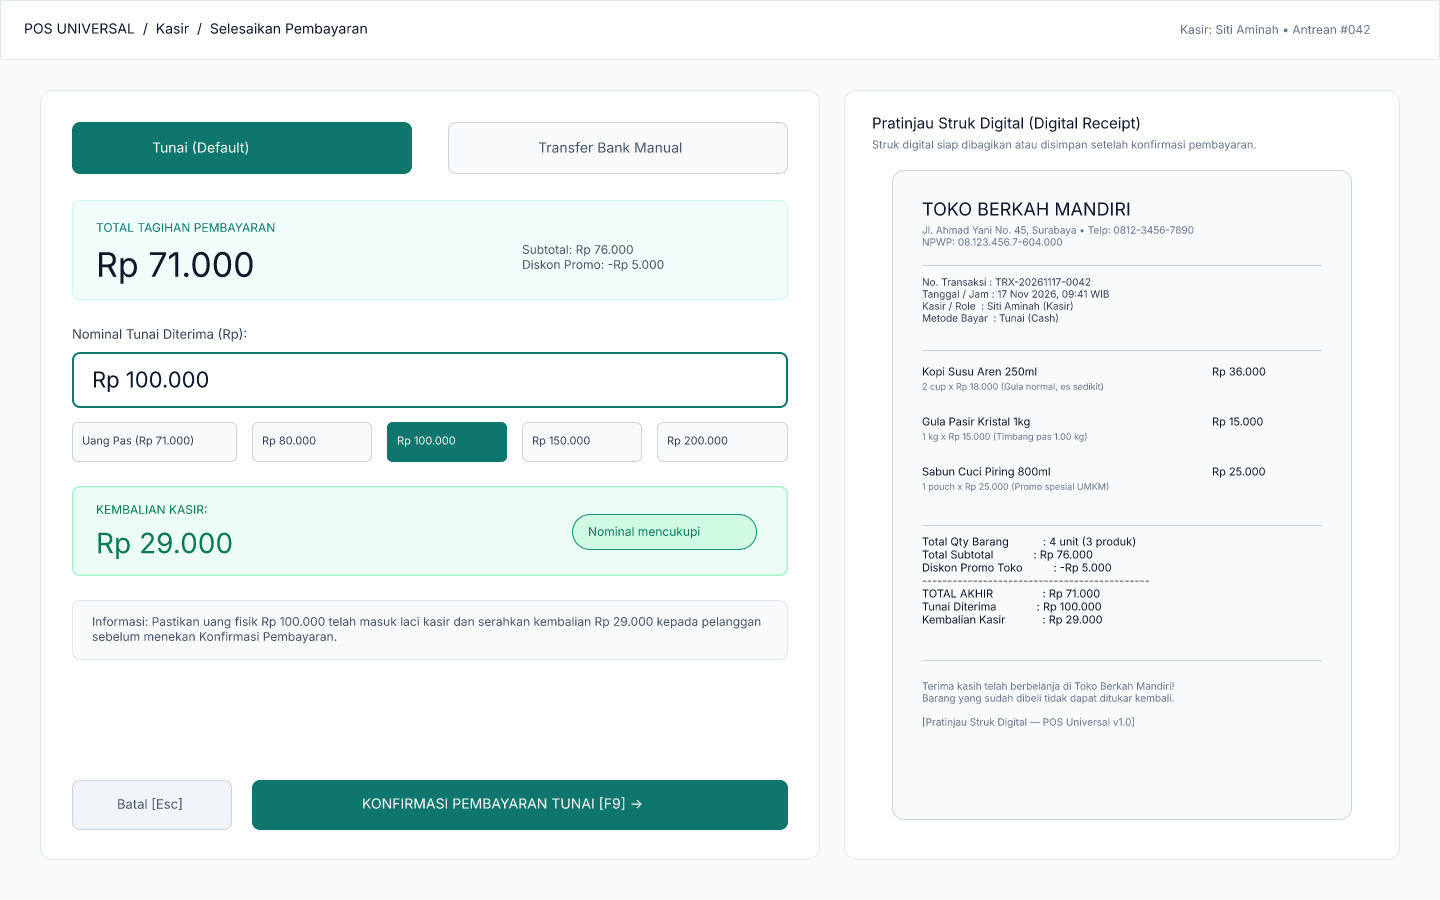 POS UNIVERSAL / Kasir / Selesaikan Pembayaran
Kasir: Siti Aminah • Antrean #042
Tunai (Default)
Transfer Bank Manual
TOTAL TAGIHAN PEMBAYARAN
Rp 71.000
Subtotal: Rp 76.000
Diskon Promo: -Rp 5.000
Nominal Tunai Diterima (Rp):
Rp 100.000
Uang Pas (Rp 71.000)
Rp 80.000
Rp 100.000
Rp 150.000
Rp 200.000
KEMBALIAN KASIR:
Rp 29.000
Nominal mencukupi
Informasi: Pastikan uang fisik Rp 100.000 telah masuk laci kasir dan serahkan kembalian Rp 29.000 kepada pelanggan
sebelum menekan Konfirmasi Pembayaran.
Batal [Esc]
KONFIRMASI PEMBAYARAN TUNAI [F9] →
Pratinjau Struk Digital (Digital Receipt)
Struk digital siap dibagikan atau disimpan setelah konfirmasi pembayaran.
TOKO BERKAH MANDIRI
Jl. Ahmad Yani No. 45, Surabaya • Telp: 0812-3456-7890
NPWP: 08.123.456.7-604.000
No. Transaksi : TRX-20261117-0042
Tanggal / Jam : 17 Nov 2026, 09:41 WIB
Kasir / Role : Siti Aminah (Kasir)
Metode Bayar : Tunai (Cash)
Kopi Susu Aren 250ml Rp 36.000
2 cup x Rp 18.000 (Gula normal, es sedikit)
Gula Pasir Kristal 1kg Rp 15.000
1 kg x Rp 15.000 (Timbang pas 1.00 kg)
Sabun Cuci Piring 800ml Rp 25.000
1 pouch x Rp 25.000 (Promo spesial UMKM)
Total Qty Barang : 4 unit (3 produk)
Total Subtotal : Rp 76.000
Diskon Promo Toko : -Rp 5.000
---------------------------------------------
TOTAL AKHIR : Rp 71.000
Tunai Diterima : Rp 100.000
Kembalian Kasir : Rp 29.000
Terima kasih telah berbelanja di Toko Berkah Mandiri!
Barang yang sudah dibeli tidak dapat ditukar kembali.
[Pratinjau Struk Digital — POS Universal v1.0]